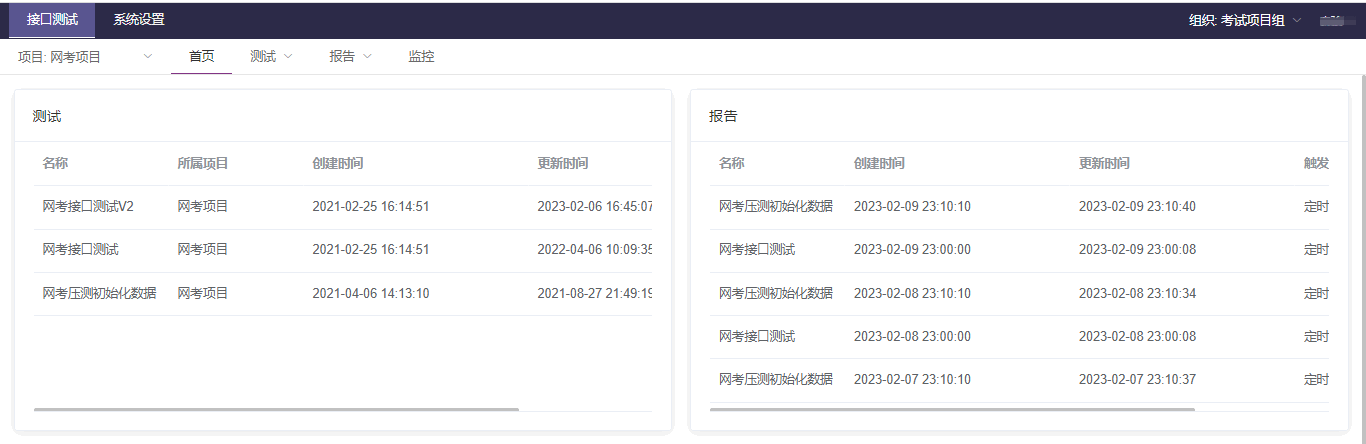 接口测试 系统设置 组织: 考试项目组
项目: 网考项目 首页 测试 报告 监控
测试
名称 所属项目 创建时间 更新时间
网考接口测试V2 网考项目 2021-02-25 16:14:51 2023-02-06 16:45:07
网考接口测试 网考项目 2021-02-25 16:14:51 2022-04-06 10:09:35
网考压测初始化数据 网考项目 2021-04-06 14:13:10 2021-08-27 21:49:19
报告
名称 创建时间 更新时间 触发
网考压测初始化数据 2023-02-09 23:10:10 2023-02-09 23:10:40 定时
网考接口测试 2023-02-09 23:00:00 2023-02-09 23:00:08 定时
网考压测初始化数据 2023-02-08 23:10:10 2023-02-08 23:10:34 定时
网考接口测试 2023-02-08 23:00:00 2023-02-08 23:00:08 定时
网考压测初始化数据 2023-02-07 23:10:10 2023-02-07 23:10:37 定时